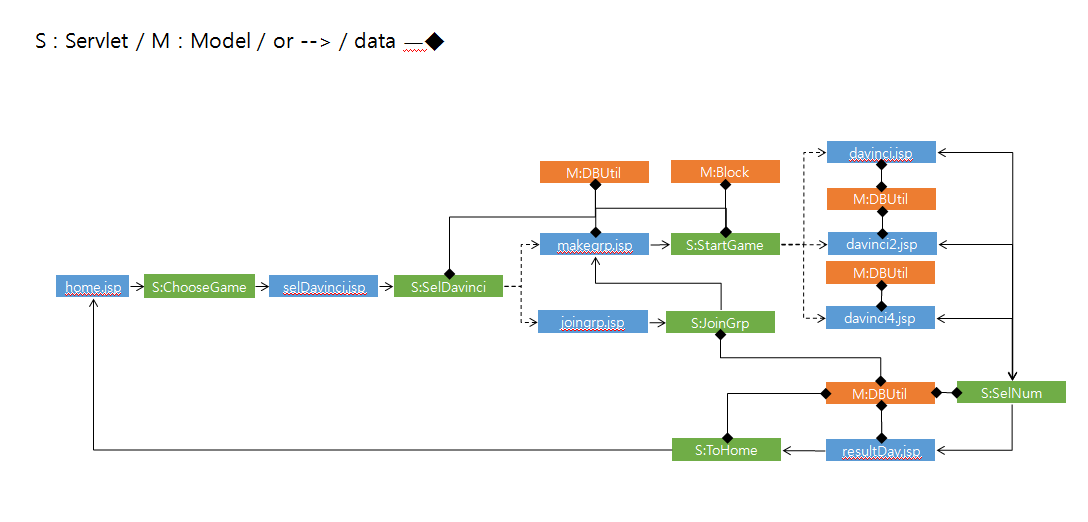 S : Servlet / M : Model / or --> / data —◆
davinci.jsp
M:DBUtil
M:Block
M:DBUtil
makegrp.jsp
S:StartGame
davinci2.jsp
M:DBUtil
home.jsp
S:ChooseGame
selDavinci.jsp
S:SelDavinci
joingrp.jsp
S:JoinGrp
davinci4.jsp
M:DBUtil
S:SelNum
S:ToHome
resultDav.jsp